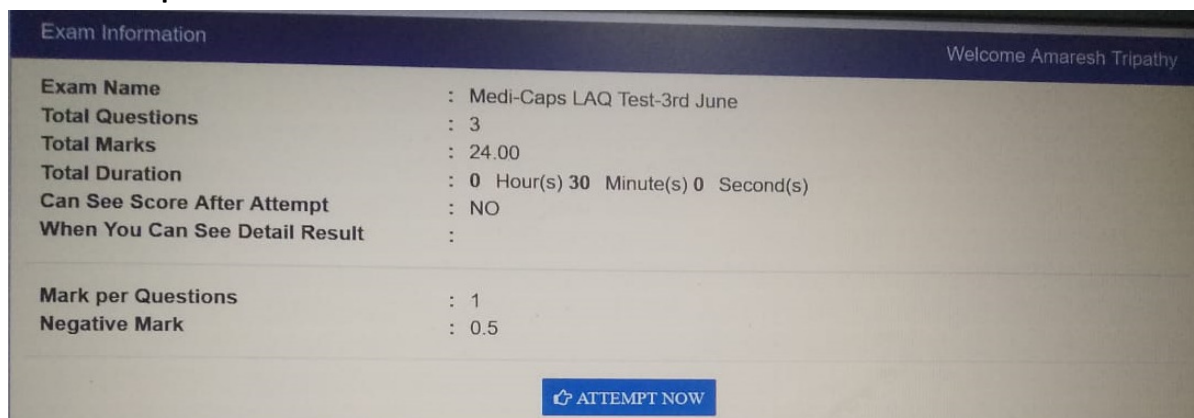 Exam Information
Welcome Amaresh Tripathy
Exam Name : Medi-Caps LAQ Test-3rd June
Total Questions : 3
Total Marks : 24.00
Total Duration : 0 Hour(s) 30 Minute(s) 0 Second(s)
Can See Score After Attempt : NO
When You Can See Detail Result :
Mark per Questions : 1
Negative Mark : 0.5
ATTEMPT NOW